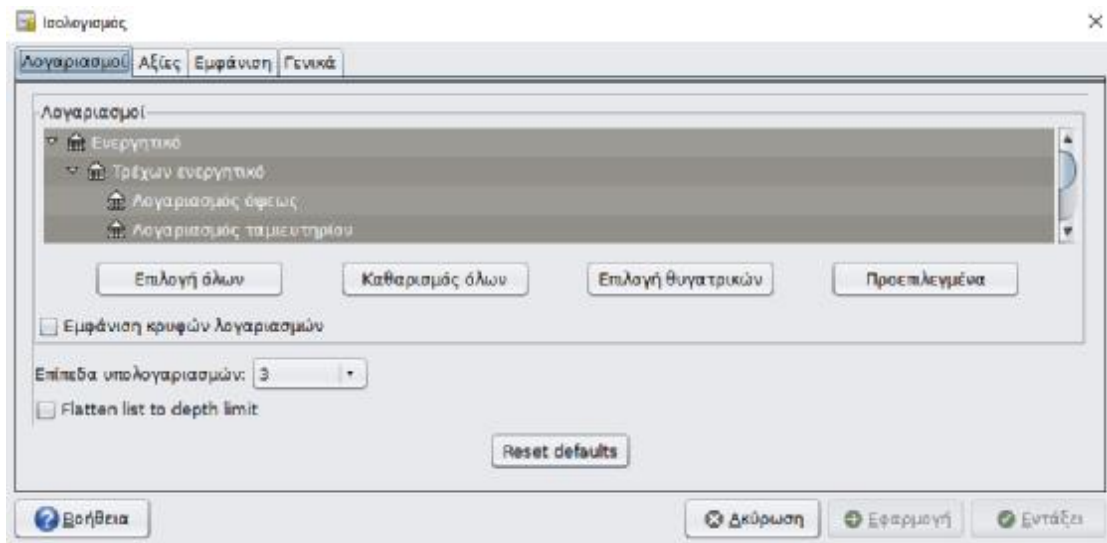 Ισολογισμός
Λογαριασμοί Αξίες Εμφάνιση Γενικά
Λογαριασμοί
Ενεργητικό
Τρέχων ενεργητικό
Λογαριασμός όψεως
Λογαριασμός ταμιευτηρίου
Επιλογή όλων Καθαρισμός όλων Επιλογή θυγατρικών Προεπιλεγμένα
Εμφάνιση κρυφών λογαριασμών
Επίπεδα υπολογαριασμών: 3
Flatten list to depth limit
Reset defaults
Βοήθεια Ακύρωση Εφαρμογή Εντάξει